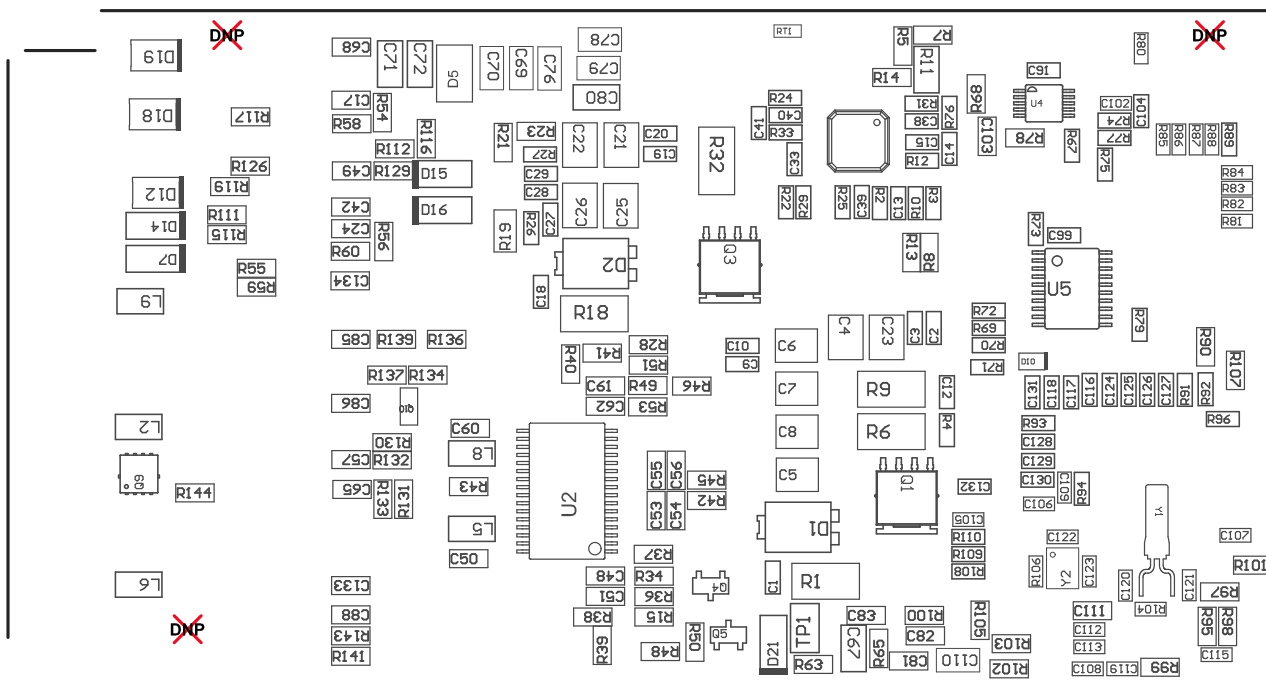 DNP
DNP
RT1
D19
C68
C71
C72
D5
C70
C69
C76
C78
C79
C80
R5
R7
R11
R14
R80
C91
R68
U4
D18
R117
C17
R58
R54
R116
R21
R23
C22
C21
C20
C19
R32
R24
C40
R33
C41
C33
R31
C38
R76
C15
R12
C14
C103
R78
R67
C102
R74
R77
C104
R75
R85
R86
R87
R88
R89
R84
R83
R82
R81
R126
R112
C49
R129
D15
R27
C29
C28
D12
R119
R111
R115
D14
D7
C42
C24
R90
R56
D16
R19
R26
C27
C26
C25
R22
R29
R25
C39
R2
C13
R10
R3
R13
R8
R73
C99
R55
R59
C134
C18
D2
Q3
U5
L9
R18
C85
R139
R136
R40
R41
R28
R51
C10
C9
C6
C4
C23
C3
C2
R72
R69
R70
R71
D10
R79
R90
R107
R137
R134
C61
R49
R46
C62
R53
C86
C7
R9
C12
C131
C118
C117
C116
C124
C125
C126
C127
R91
R92
R96
L2
C60
R130
C57
R132
L8
C8
R6
R4
R93
C128
C129
C130
C109
R94
C106
Q9
R144
C65
R133
R131
R43
U2
C55
C56
C53
C54
R45
R42
C5
Q1
C132
L5
C50
D1
C105
R110
R109
R108
Y1
C107
R101
C122
R106
Y2
C123
C120
C121
R104
R97
L6
C133
C88
R143
R141
R37
C48
R34
C51
R36
R38
R15
R39
R48
R50
Q4
Q5
C1
R1
D21
TP1
R63
C83
C67
R65
R100
C82
C81
C110
R105
R103
R102
C111
C112
C113
C108
C119
R99
R95
R98
C115
DNP